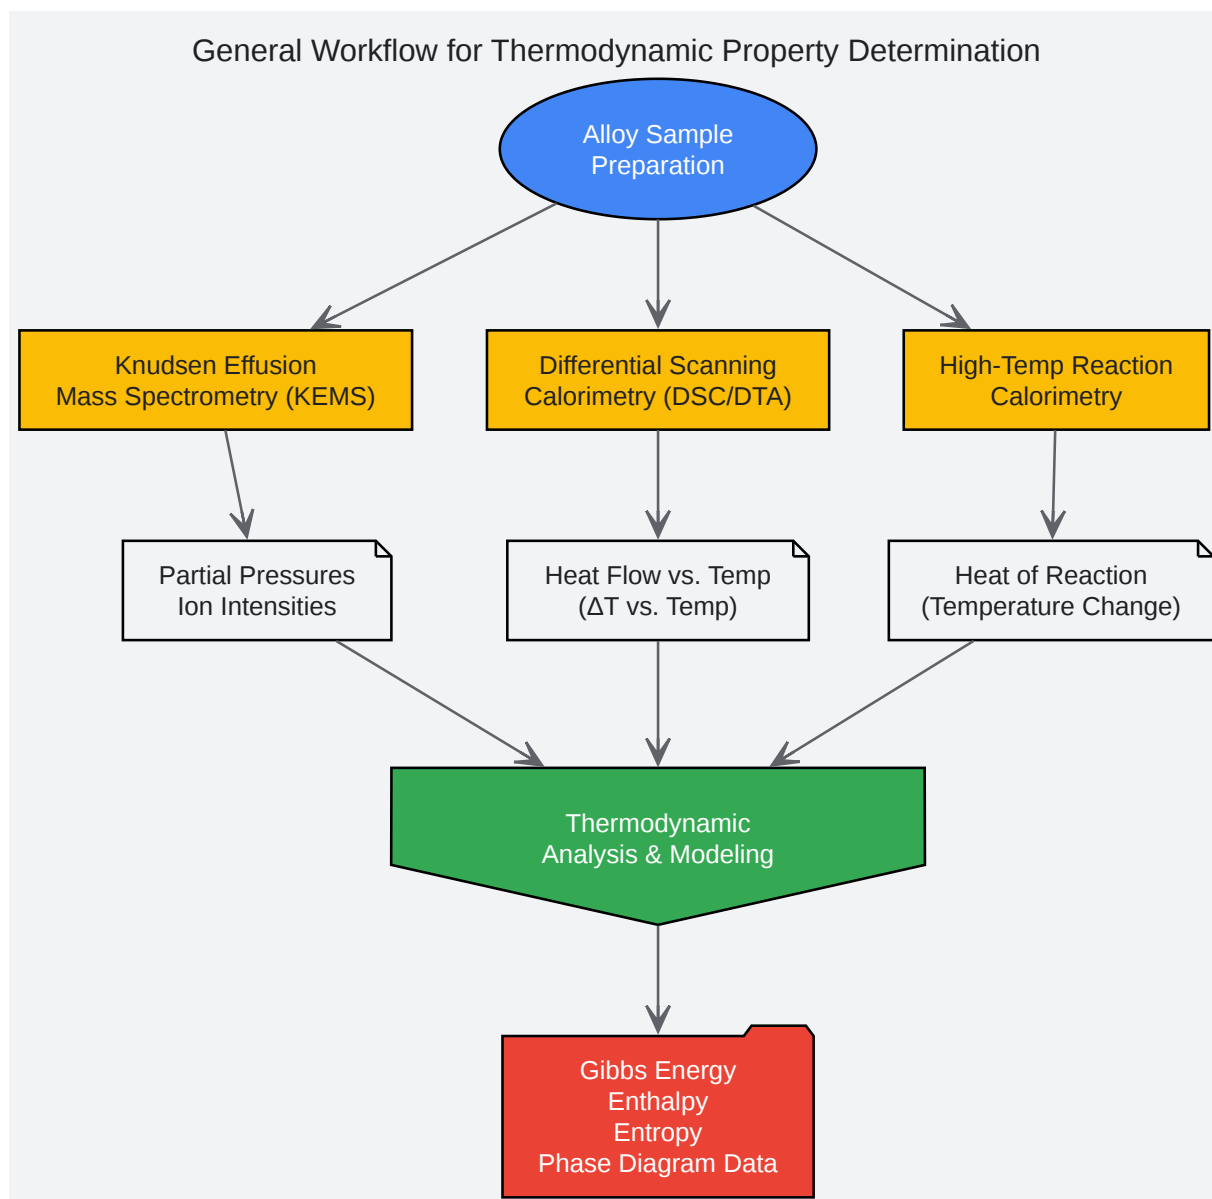 General Workflow for Thermodynamic Property Determination
Alloy Sample
Preparation
Knudsen Effusion
Mass Spectrometry (KEMS)
Differential Scanning
Calorimetry (DSC/DTA)
High-Temp Reaction
Calorimetry
Partial Pressures
Ion Intensities
Heat Flow vs. Temp
(ΔT vs. Temp)
Heat of Reaction
(Temperature Change)
Thermodynamic
Analysis & Modeling
Gibbs Energy
Enthalpy
Entropy
Phase Diagram Data